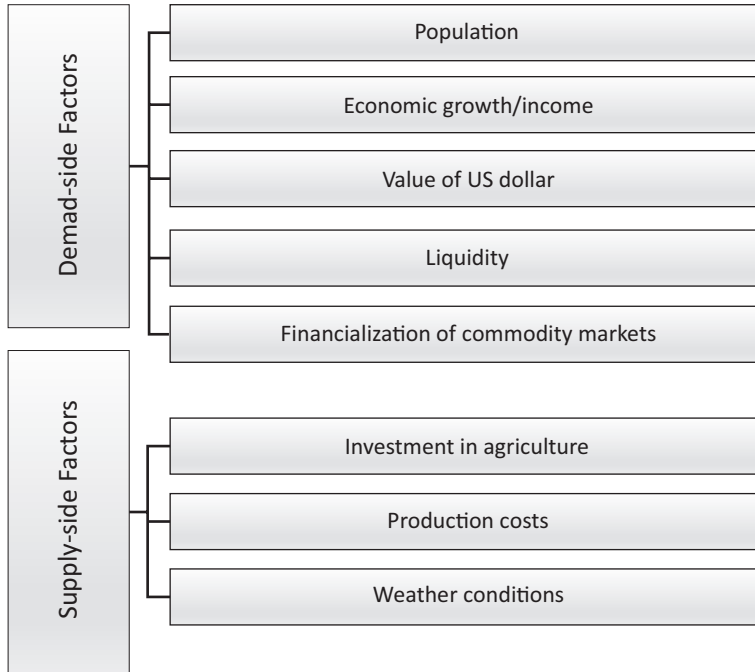 Demad-side Factors
Population
Economic growth/income
Value of US dollar
Liquidity
Financialization of commodity markets
Supply-side Factors
Investment in agriculture
Production costs
Weather conditions